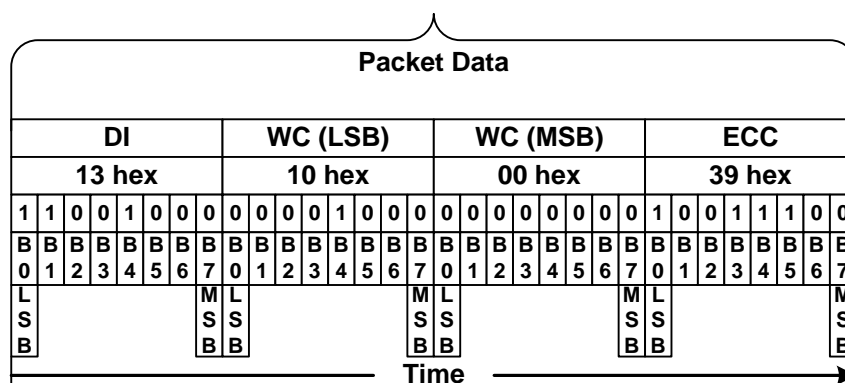 Packet Data
DI WC (LSB) WC (MSB) ECC
13 hex 10 hex 00 hex 39 hex
1 1 0 0 1 0 0 0 0 0 0 0 1 0 0 0 0 0 0 0 0 0 0 0 1 0 0 1 1 1 0 0
B B B B B B B B B B B B B B B B B B B B B B B B B B B B B B B B
0 1 2 3 4 5 6 7 0 1 2 3 4 5 6 7 0 1 2 3 4 5 6 7 0 1 2 3 4 5 6 7
L M L M L M L M
S S S S S S S S
B B B B B B B B
Time